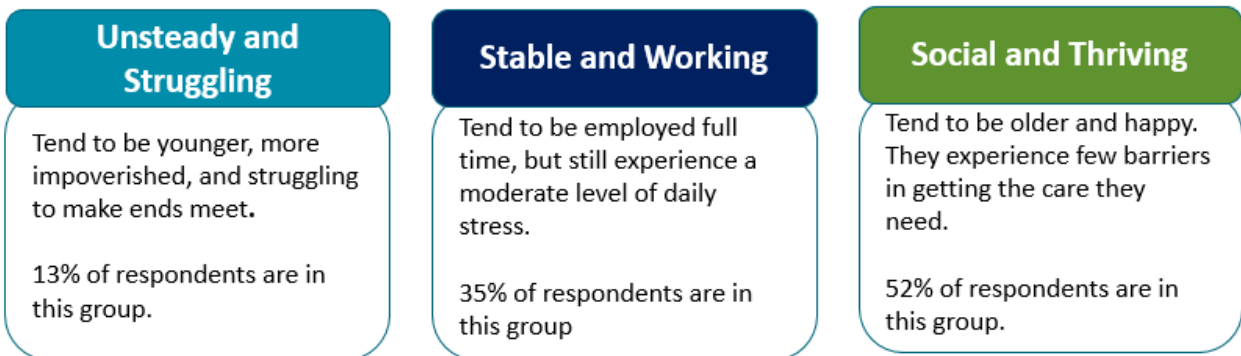 Unsteady and
Struggling
Tend to be younger, more
impoverished, and struggling
to make ends meet.
13% of respondents are in
this group.
Stable and Working
Tend to be employed full
time, but still experience a
moderate level of daily
stress.
35% of respondents are in
this group
Social and Thriving
Tend to be older and happy.
They experience few barriers
in getting the care they
need.
52% of respondents are in
this group.